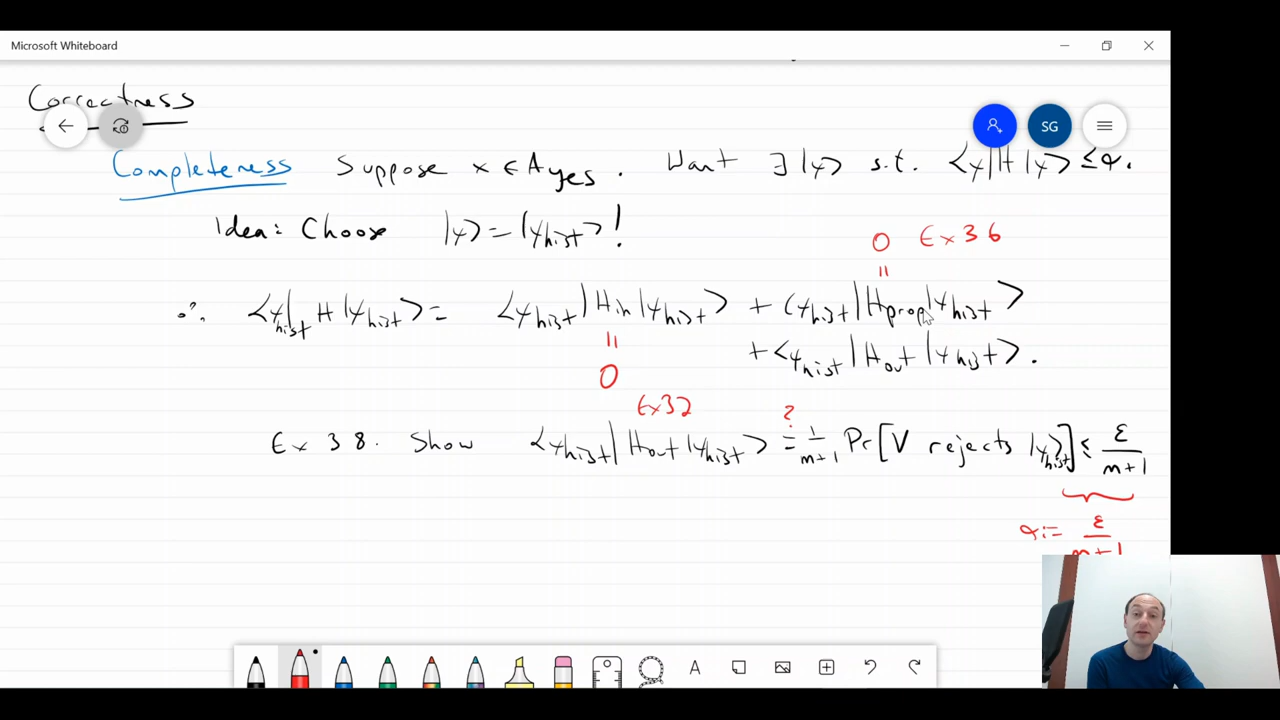 Microsoft Whiteboard
Correctness
SG
Completeness Suppose x ∈ Ayes. Want ∃ |ψ⟩ s.t. ⟨ψ|H|ψ⟩ ≤ α.
Idea: Choose |ψ⟩ = |ψhist⟩!
0 Ex 36
=
∴ ⟨ψhist|H|ψhist⟩ = ⟨ψhist|Hin|ψhist⟩ + ⟨ψhist|Hprop|ψhist⟩
+ ⟨ψhist|Hout|ψhist⟩.
=
0
Ex 32
?
Ex 38. Show ⟨ψhist|Hout|ψhist⟩ = 1/m+1 Pr[V rejects |ψhist⟩] ≤ ε/m+1
α := ε/m+1
A